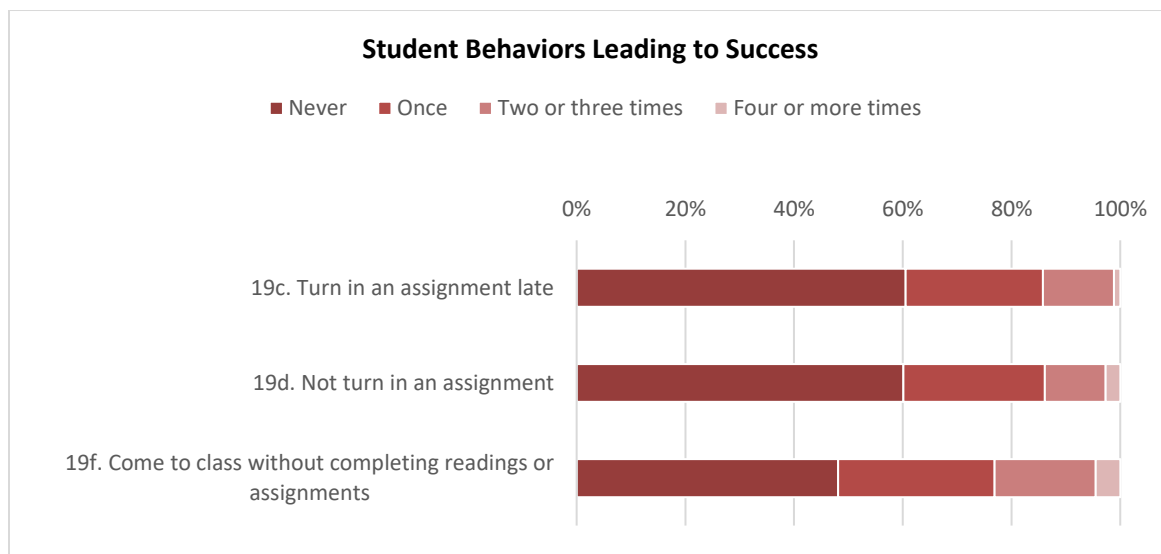 Student Behaviors Leading to Success
Never Once Two or three times Four or more times
0% 20% 40% 60% 80% 100%
19c. Turn in an assignment late
19d. Not turn in an assignment
19f. Come to class without completing readings or
assignments